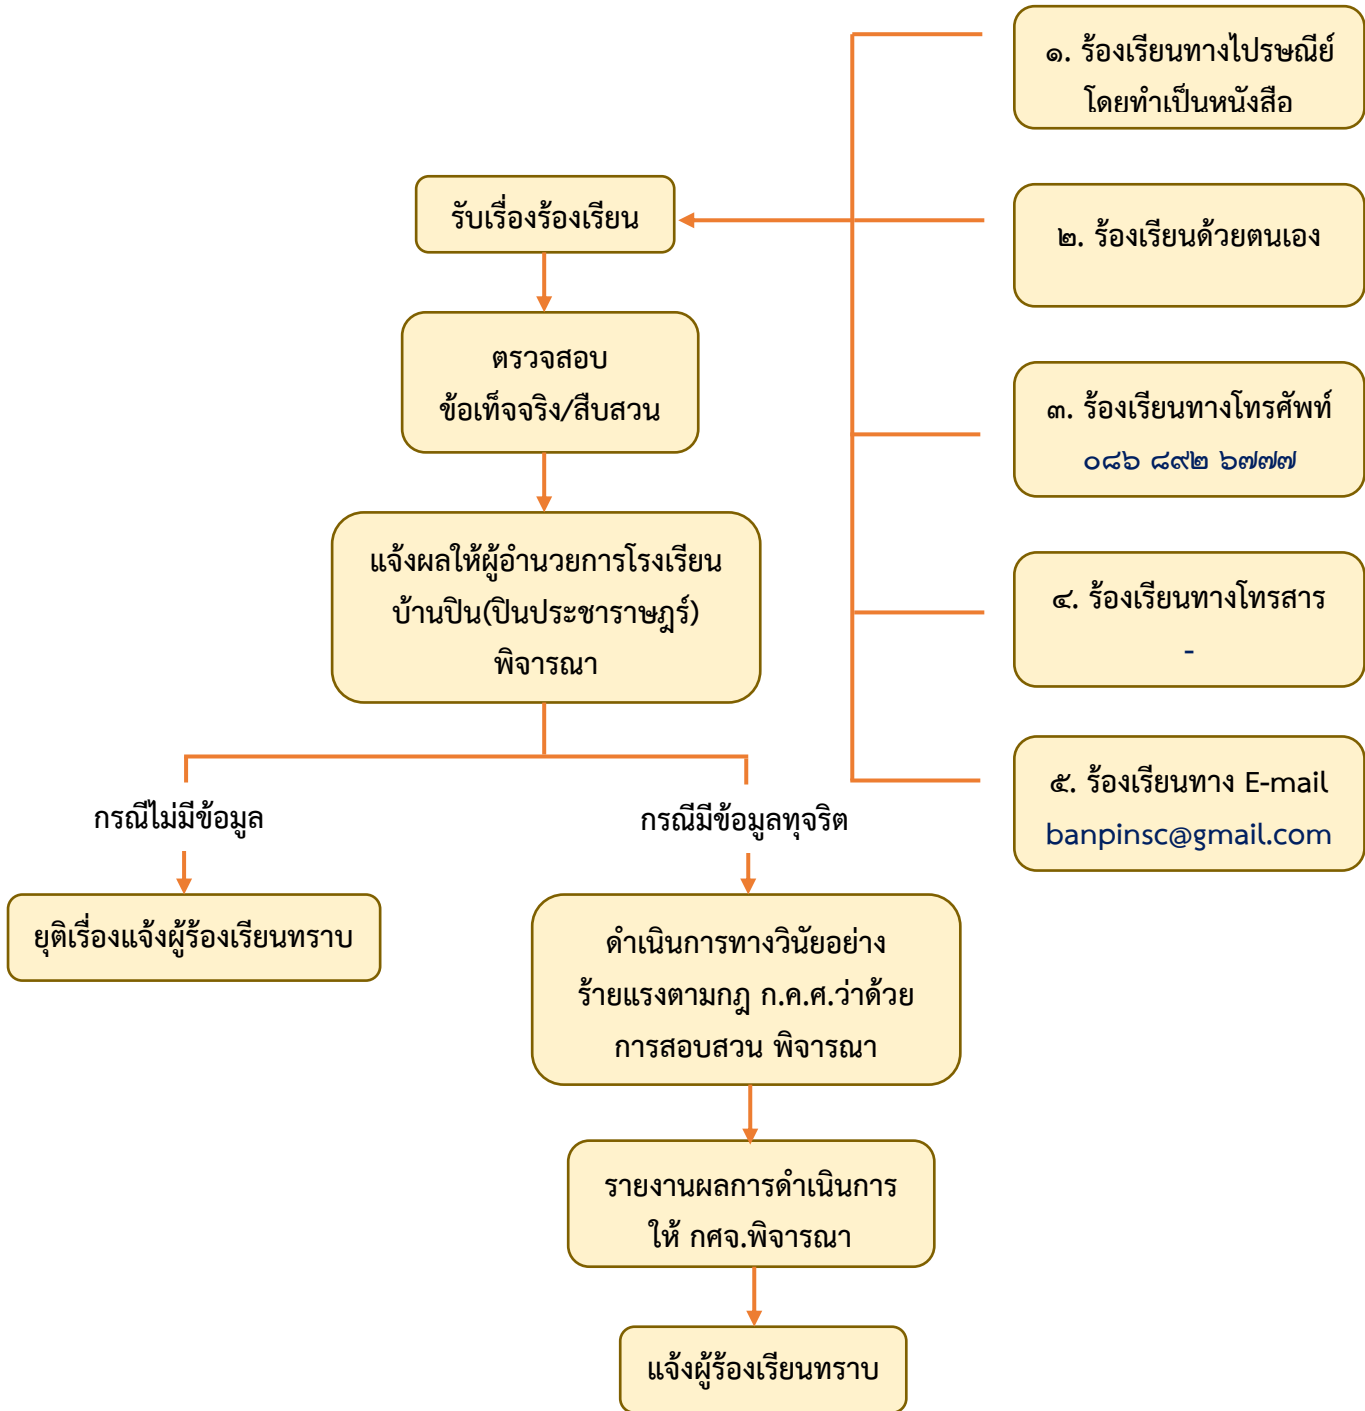 ๑. ร้องเรียนทางไปรษณีย์
โดยทำเป็นหนังสือ
รับเรื่องร้องเรียน
๒. ร้องเรียนด้วยตนเอง
ตรวจสอบ
ข้อเท็จจริง/สืบสวน
๓. ร้องเรียนทางโทรศัพท์
๐๘๖ ๘๙๒ ๖๗๗๗
แจ้งผลให้ผู้อำนวยการโรงเรียน
บ้านปิน(ปินประชาราษฎร์)
พิจารณา
๔. ร้องเรียนทางโทรสาร
-
๕. ร้องเรียนทาง E-mail
banpinsc@gmail.com
กรณีไม่มีข้อมูล
กรณีมีข้อมูลทุจริต
ยุติเรื่องแจ้งผู้ร้องเรียนทราบ
ดำเนินการทางวินัยอย่าง
ร้ายแรงตามกฎ ก.ค.ศ.ว่าด้วย
การสอบสวน พิจารณา
รายงานผลการดำเนินการ
ให้ กศจ.พิจารณา
แจ้งผู้ร้องเรียนทราบ